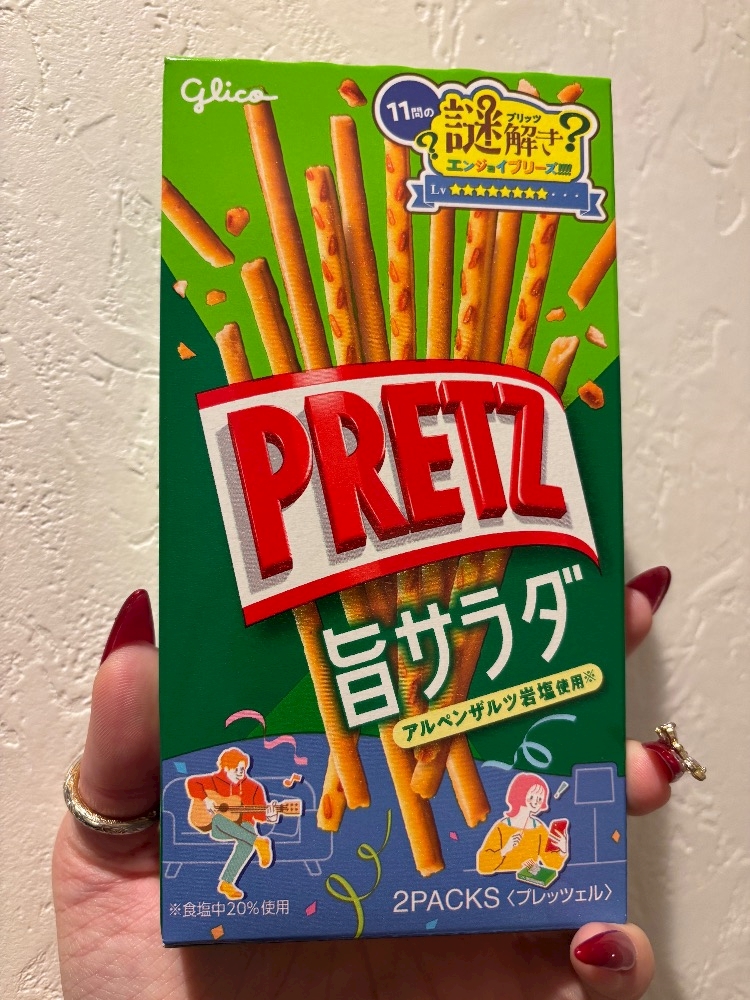 Glico
11問の
謎解き
プリッツ
エンジョイプリーズ!!!!
Lv ★★★★★★★★・・・
PRETZ
旨サラダ
アルペンザルツ岩塩使用※
※食塩中20%使用
2PACKS〈プレッツェル〉